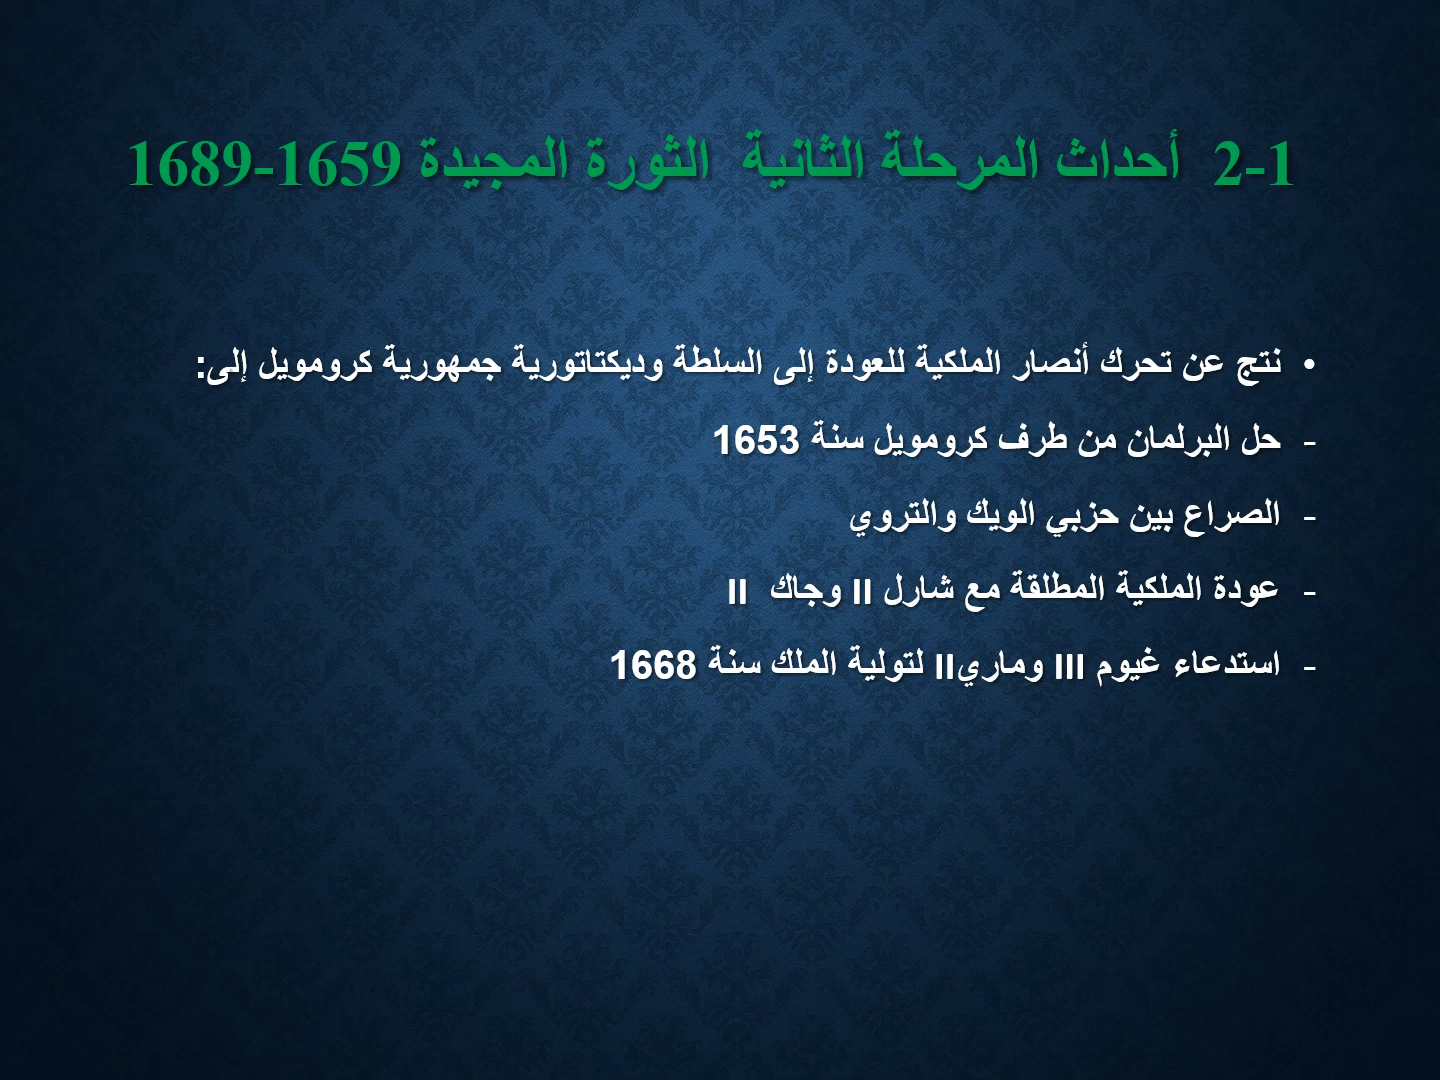 2-1 أحداث المرحلة الثانية الثورة المجيدة 1659-1689
• نتج عن تحرك أنصار الملكية للعودة إلى السلطة وديكتاتورية جمهورية كرومويل إلى:
- حل البرلمان من طرف كرومويل سنة 1653
- الصراع بين حزبي الويك والتروي
- عودة الملكية المطلقة مع شارل II وجاك II
- استدعاء غيوم III وماريII لتولية الملك سنة 1668